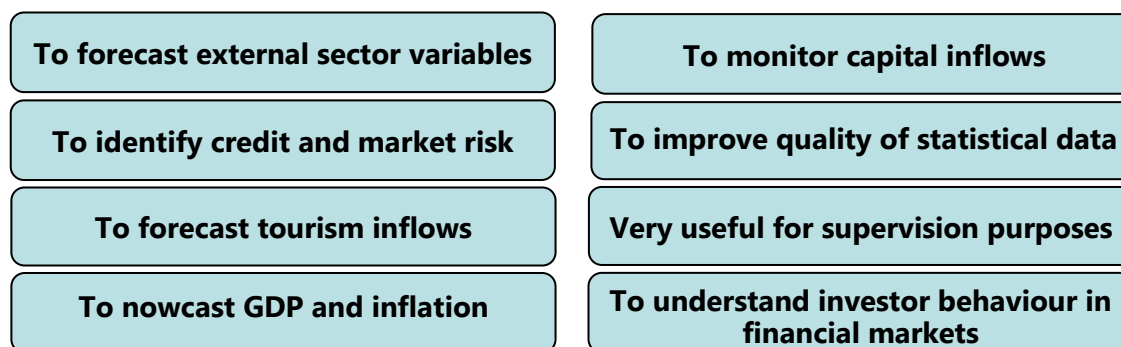 To forecast external sector variables
To identify credit and market risk
To forecast tourism inflows
To nowcast GDP and inflation
To monitor capital inflows
To improve quality of statistical data
Very useful for supervision purposes
To understand investor behaviour in
financial markets